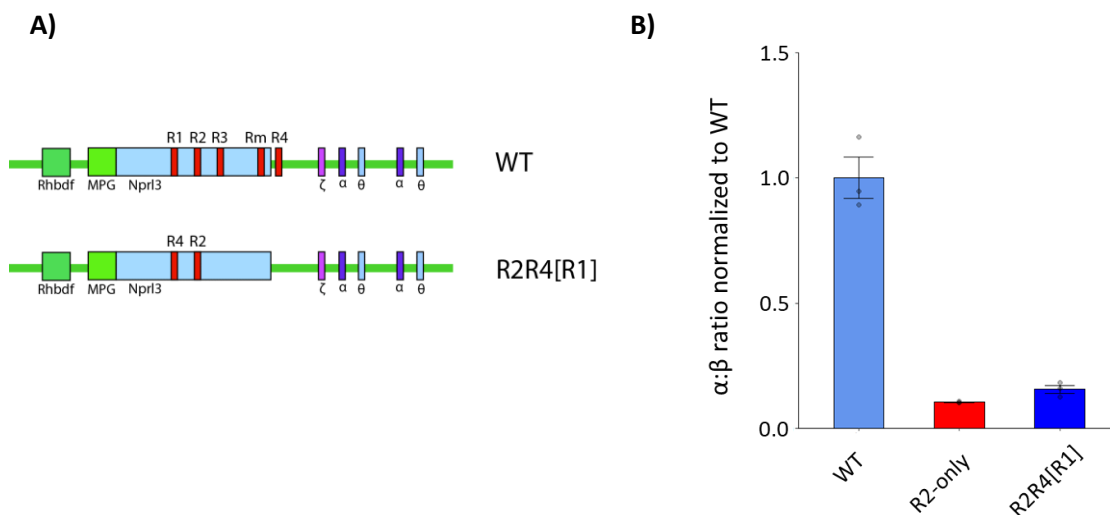 A)
R1 R2 R3 Rm R4
WT
Rhbdf MPG Nprl3 ζ α θ α θ
R4 R2
R2R4[R1]
Rhbdf MPG Nprl3 ζ α θ α θ
B)
α:β ratio normalized to WT
1.5
1.0
0.5
0.0
WT
R2-only
R2R4[R1]